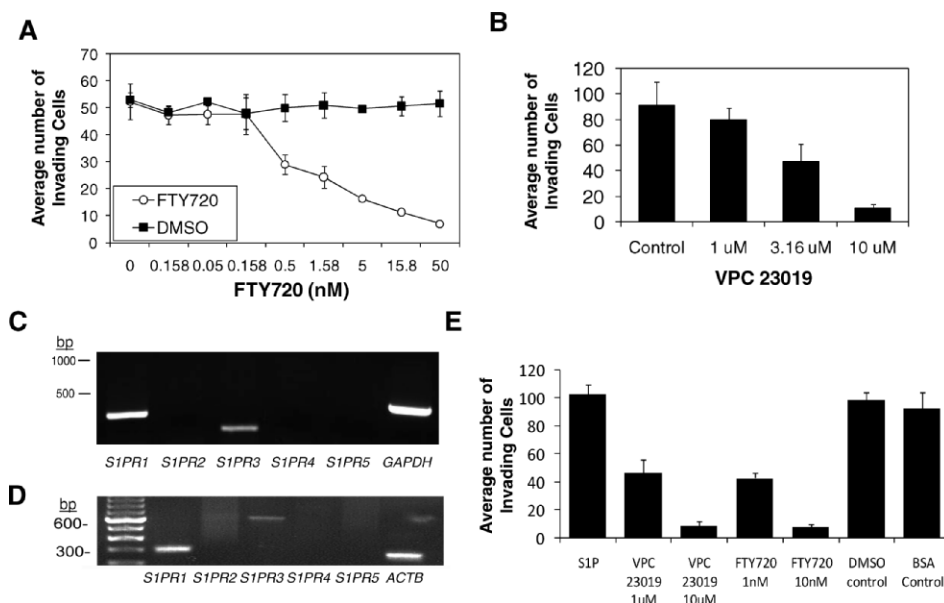 A
Average number of
Invading Cells
70
60
50
40
30
20
10
0
FTY720
DMSO
0 0.158 0.05 0.158 0.5 1.58 5 15.8 50
FTY720 (nM)
B
Average number of
Invading Cells
120
100
80
60
40
20
0
Control 1 uM 3.16 uM 10 uM
VPC 23019
C
bp
1000
500
S1PR1 S1PR2 S1PR3 S1PR4 S1PR5 GAPDH
D
bp
600-
300-
S1PR1 S1PR2 S1PR3 S1PR4 S1PR5 ACTB
E
Average number of
Invading Cells
120
100
80
60
40
20
0
S1P VPC FTY720 FTY720 DMSO BSA
VPC
23019 23019 1nM 10nM control Control
1uM 10uM